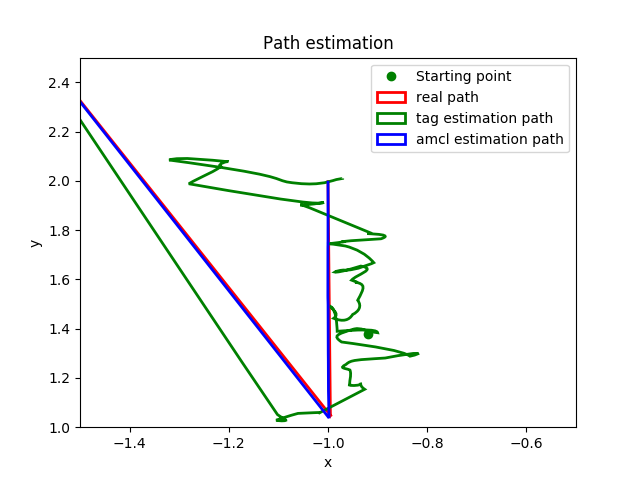 Path estimation
Starting point
real path
tag estimation path
amcl estimation path
y
2.4
2.2
2.0
1.8
1.6
1.4
1.2
1.0
−1.4
−1.2
−1.0
−0.8
−0.6
x